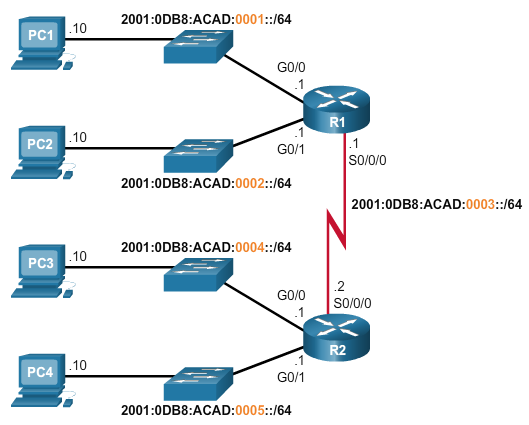 2001:0DB8:ACAD:0001::/64
PC1
.10
G0/0
.1
R1
PC2
.10
.1
G0/1
2001:0DB8:ACAD:0002::/64
.1
S0/0/0
2001:0DB8:ACAD:0003::/64
2001:0DB8:ACAD:0004::/64
PC3
.10
.2
S0/0/0
G0/0
.1
R2
PC4
.10
.1
G0/1
2001:0DB8:ACAD:0005::/64